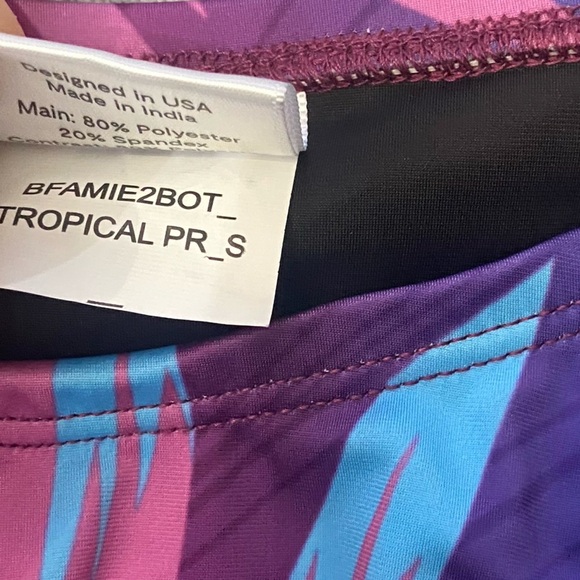 Designed in USA
Made in India
Main: 80% Polyester
20% Spandex
BFAMIE2BOT_
TROPICAL PR_S